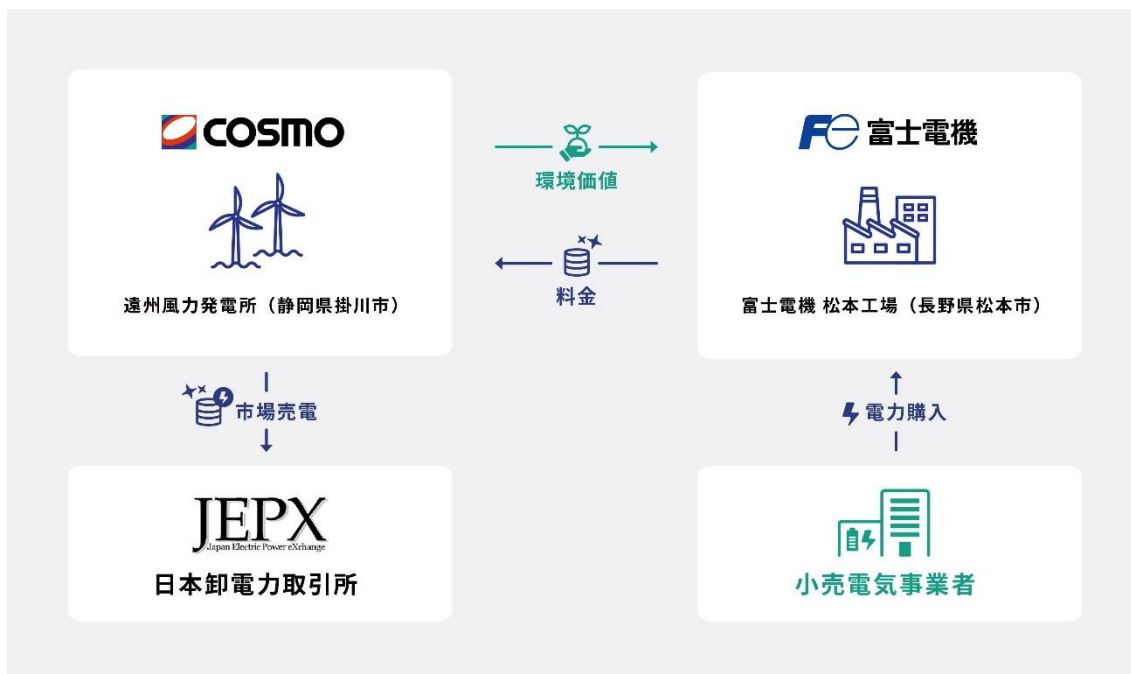 COSMO
遠州風力発電所（静岡県掛川市）
環境価値
料金
Fe 富士電機
富士電機 松本工場（長野県松本市）
市場売電
電力購入
JEPX
Japan Electric Power eXchange
日本卸電力取引所
小売電気事業者